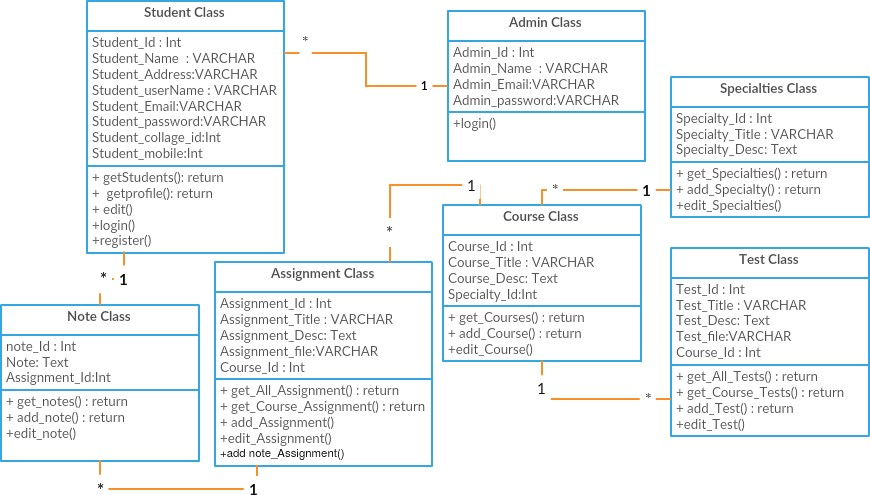 Student Class
Student_Id : Int
Student_Name : VARCHAR
Student_Address:VARCHAR
Student_userName : VARCHAR
Student_Email:VARCHAR
Student_password:VARCHAR
Student_collage_id:Int
Student_mobile:Int
+ getStudents(): return
+ getprofile(): return
+ edit()
+login()
+register()
*
1
Admin Class
Admin_Id : Int
Admin_Name : VARCHAR
Admin_Email:VARCHAR
Admin_password:VARCHAR
+login()
Specialties Class
Specialty_Id : Int
Specialty_Title : VARCHAR
Specialty_Desc: Text
+ get_Specialties() : return
+ add_Specialty() : return
+edit_Specialties()
1
*
*
1
Course Class
Course_Id : Int
Course_Title : VARCHAR
Course_Desc: Text
Specialty_Id:Int
+ get_Courses() : return
+ add_Course() : return
+edit_Course()
Test Class
Test_Id : Int
Test_Title : VARCHAR
Test_Desc: Text
Test_file:VARCHAR
Course_Id : Int
+ get_All_Tests() : return
+ get_Course_Tests() : return
+ add_Test() : return
+edit_Test()
1
*
* · 1
Assignment Class
Assignment_Id : Int
Assignment_Title : VARCHAR
Assignment_Desc: Text
Assignment_file:VARCHAR
Course_Id : Int
+ get_All_Assignment() : return
+ get_Course_Assignment() : return
+ add_Assignment()
+edit_Assignment()
+add note_Assignment()
Note Class
note_Id : Int
Note: Text
Assignment_Id:Int
+ get_notes() : return
+ add_note() : return
+edit_note()
*
1